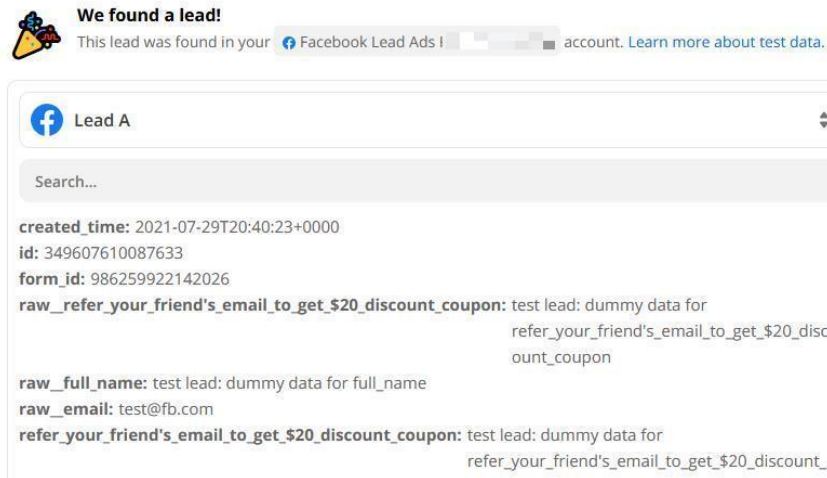 We found a lead!
This lead was found in your Facebook Lead Ads account. Learn more about test data.
Lead A
Search...
created_time: 2021-07-29T20:40:23+0000
id: 349607610087633
form_id: 986259922142026
raw__refer_your_friend's_email_to_get_$20_discount_coupon: test lead: dummy data for
refer_your_friend's_email_to_get_$20_disc
ount_coupon
raw__full_name: test lead: dummy data for full_name
raw__email: test@fb.com
refer_your_friend's_email_to_get_$20_discount_coupon: test lead: dummy data for
refer_your_friend's_email_to_get_$20_discount_